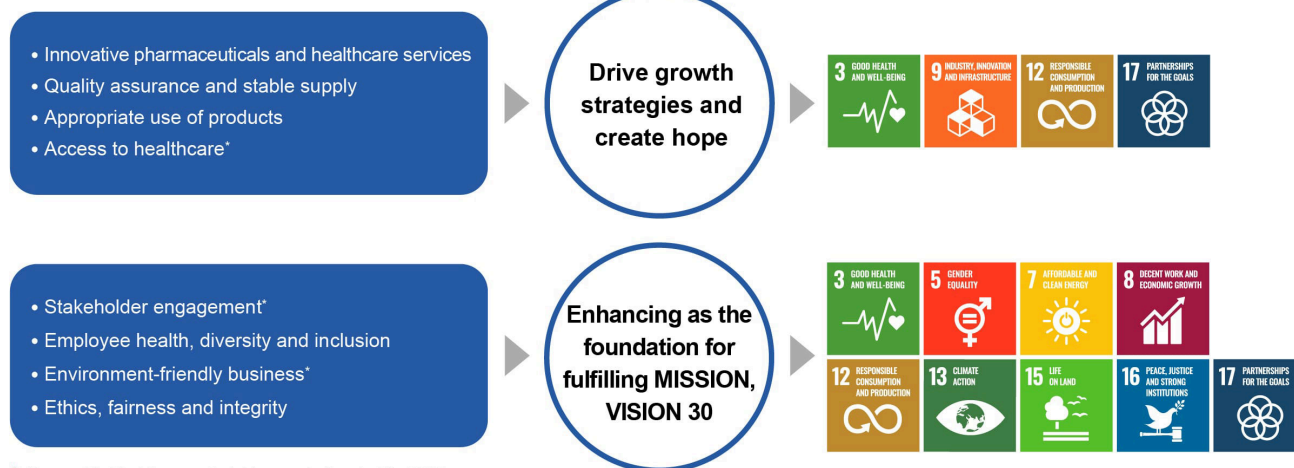 • Innovative pharmaceuticals and healthcare services
• Quality assurance and stable supply
• Appropriate use of products
• Access to healthcare*
Drive growth
strategies and
create hope
3 GOOD HEALTH
AND WELL-BEING
9 INDUSTRY, INNOVATION
AND INFRASTRUCTURE
12 RESPONSIBLE
CONSUMPTION
AND PRODUCTION
17 PARTNERSHIPS
FOR THE GOALS
• Stakeholder engagement*
• Employee health, diversity and inclusion
• Environment-friendly business*
• Ethics, fairness and integrity
Enhancing as the
foundation for
fulfilling MISSION,
VISION 30
3 GOOD HEALTH
AND WELL-BEING
5 GENDER
EQUALITY
7 AFFORDABLE AND
CLEAN ENERGY
8 DECENT WORK AND
ECONOMIC GROWTH
12 RESPONSIBLE
CONSUMPTION
AND PRODUCTION
13 CLIMATE
ACTION
15 LIFE
ON LAND
16 PEACE, JUSTICE
AND STRONG
INSTITUTIONS
17 PARTNERSHIPS
FOR THE GOALS